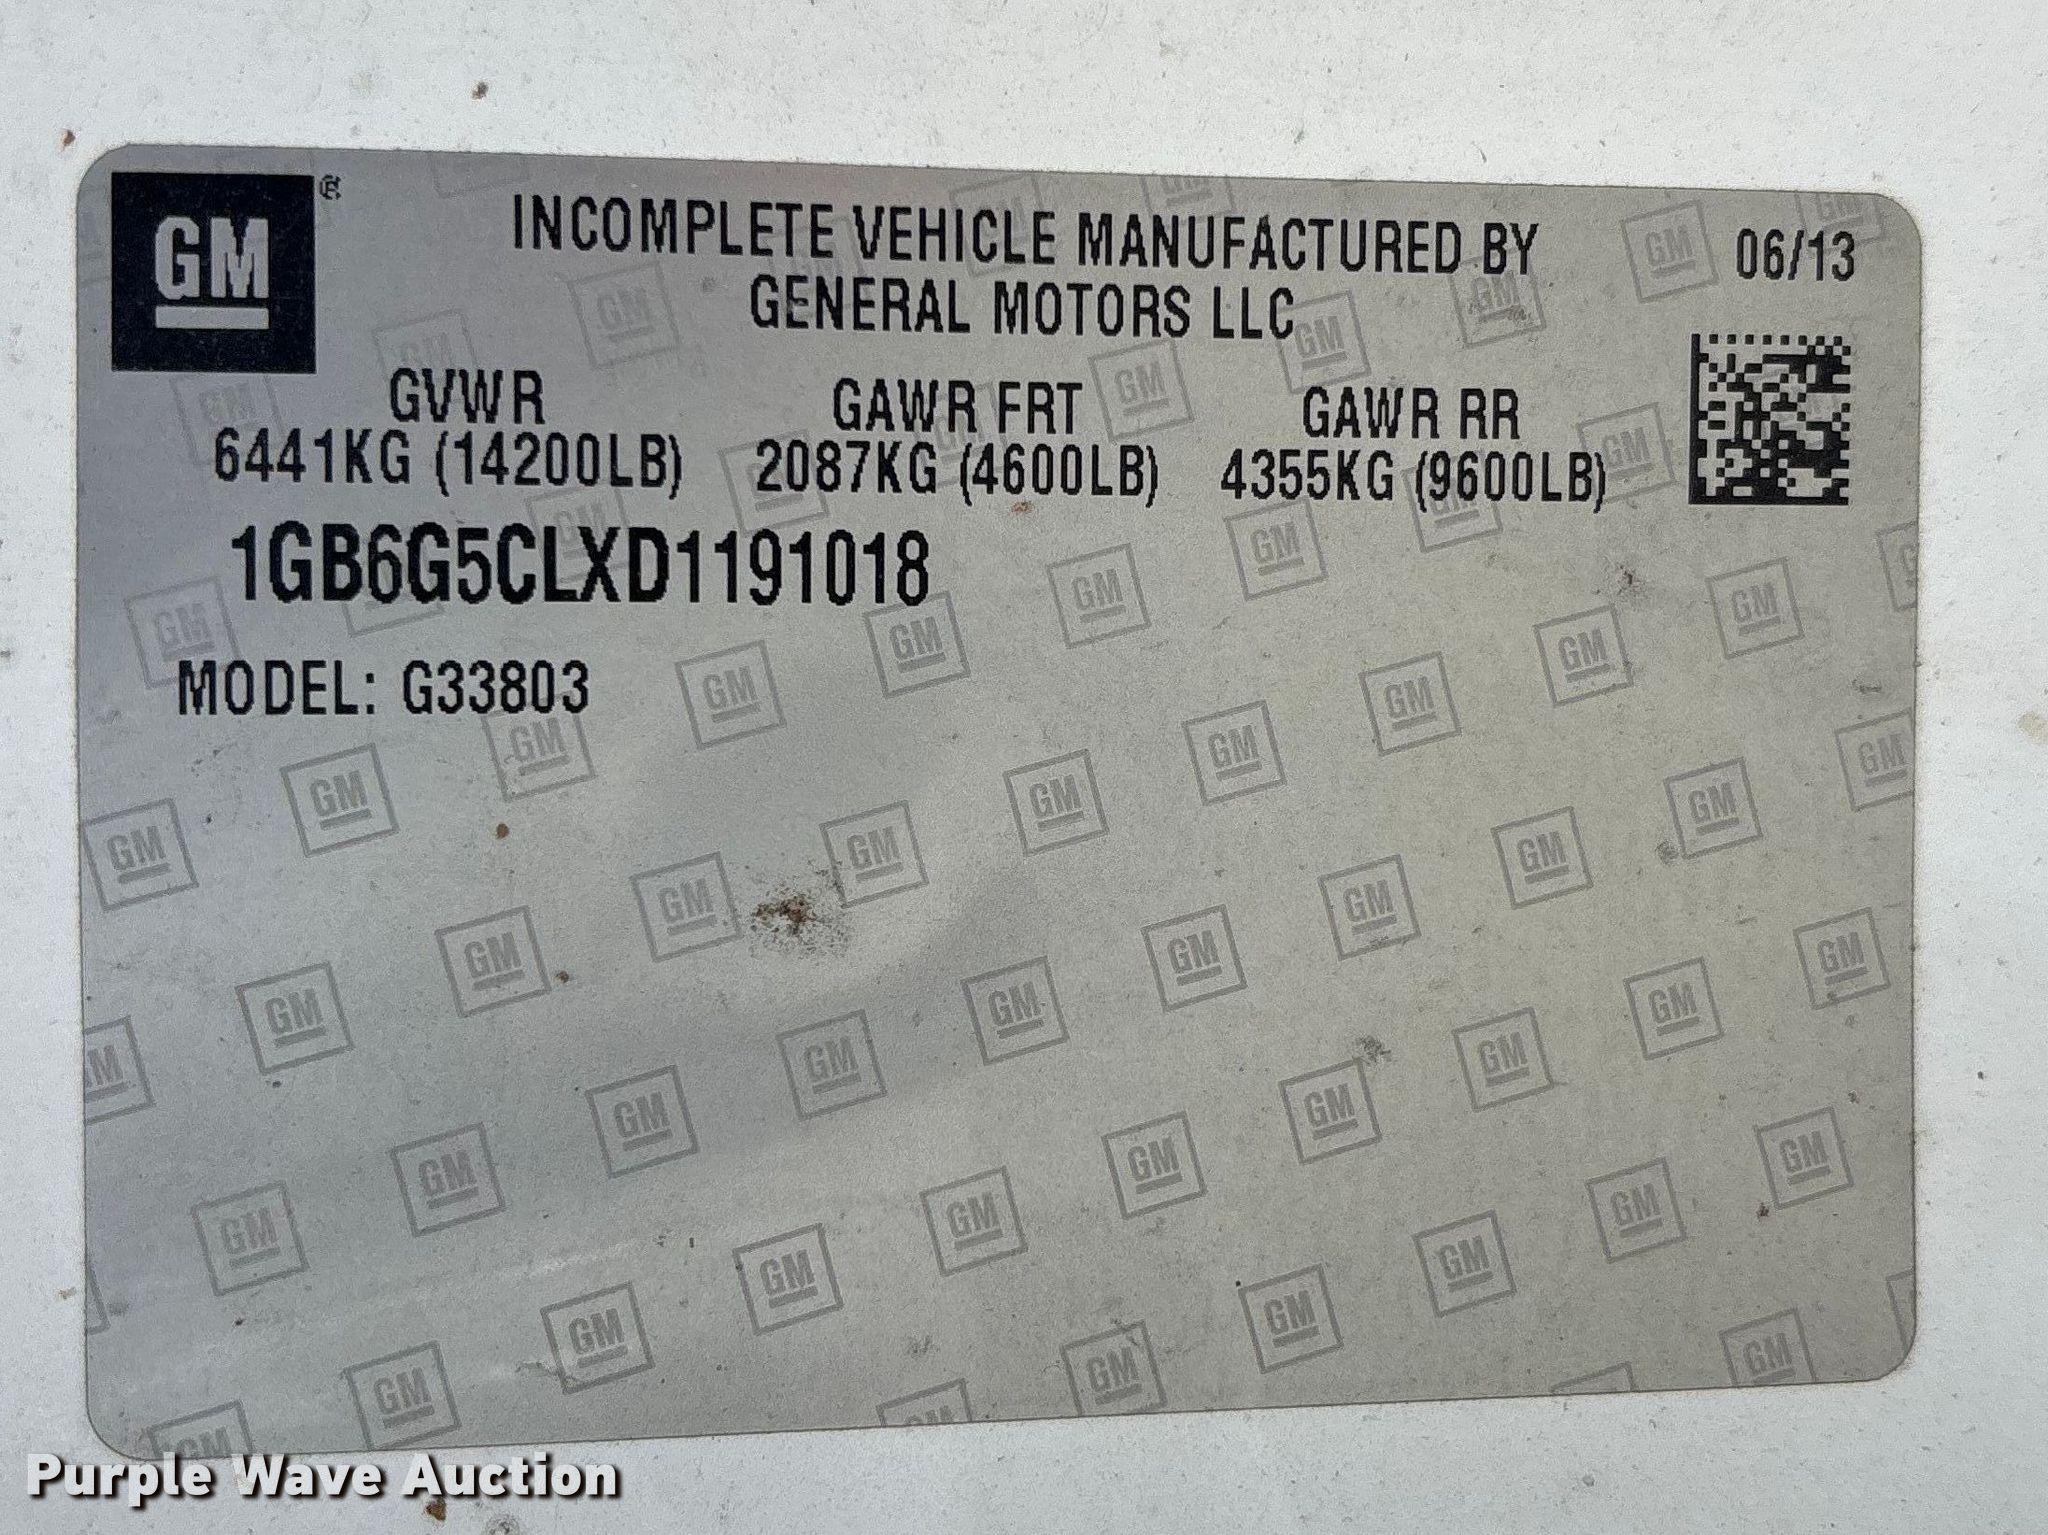 GM
INCOMPLETE VEHICLE MANUFACTURED BY
GENERAL MOTORS LLC
06/13
GVWR
6441KG (14200LB)
GAWR FRT
2087KG (4600LB)
GAWR RR
4355KG (9600LB)
1GB6G5CLXD1191018
MODEL: G33803
Purple Wave Auction